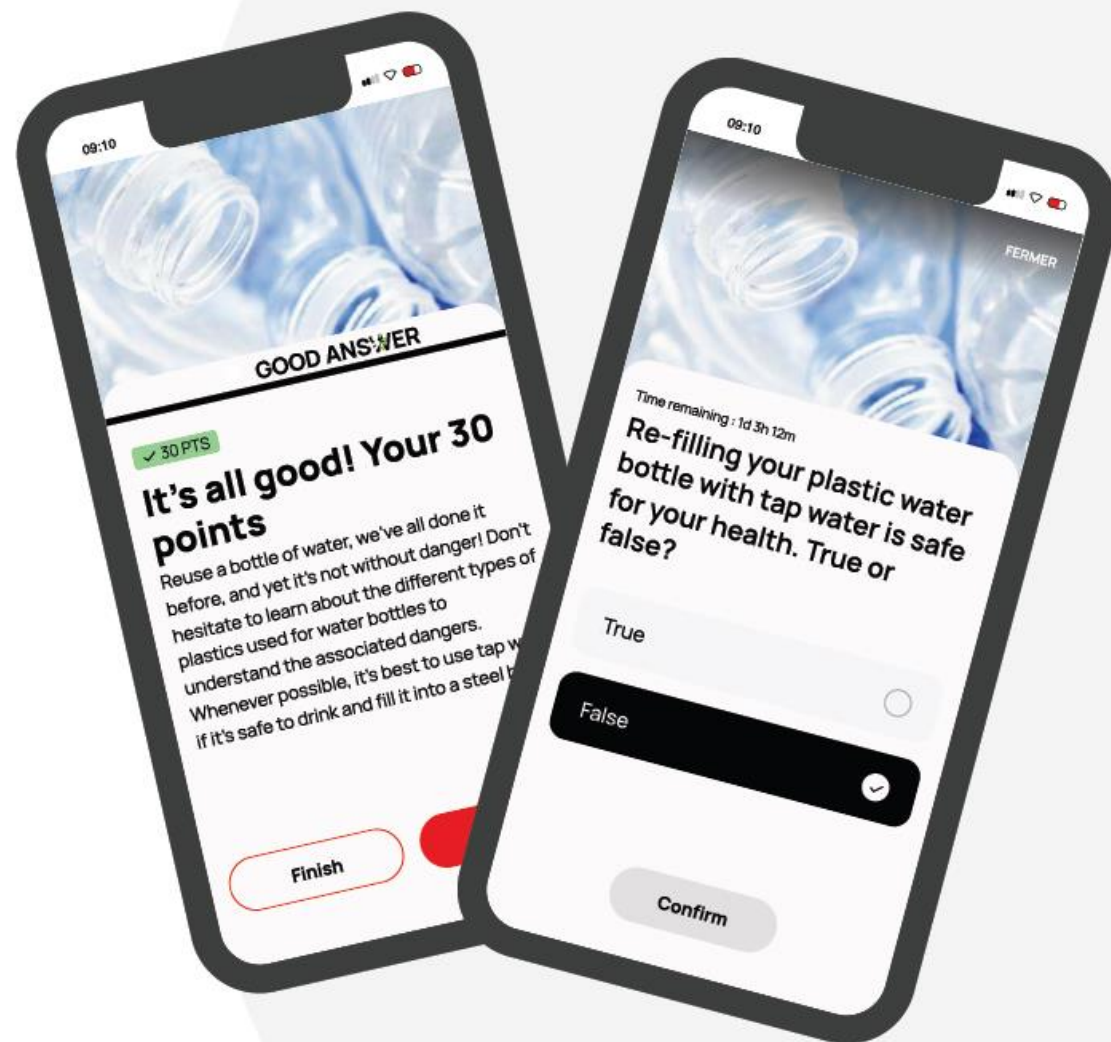 09:10
GOOD ANSWER
30 PTS
It's all good! Your 30
points
Reuse a bottle of water, we've all done it
before, and yet it's not without danger! Don't
hesitate to learn about the different types of
plastics used for water bottles to
understand the associated dangers.
Whenever possible, it's best to use tap
if it's safe to drink and fill it into a steel
Finish
09:10
FERMER
Time remaining : 1d 3h 12m
Re-filling your plastic water
bottle with tap water is safe
for your health. True or
false?
True
False
Confirm